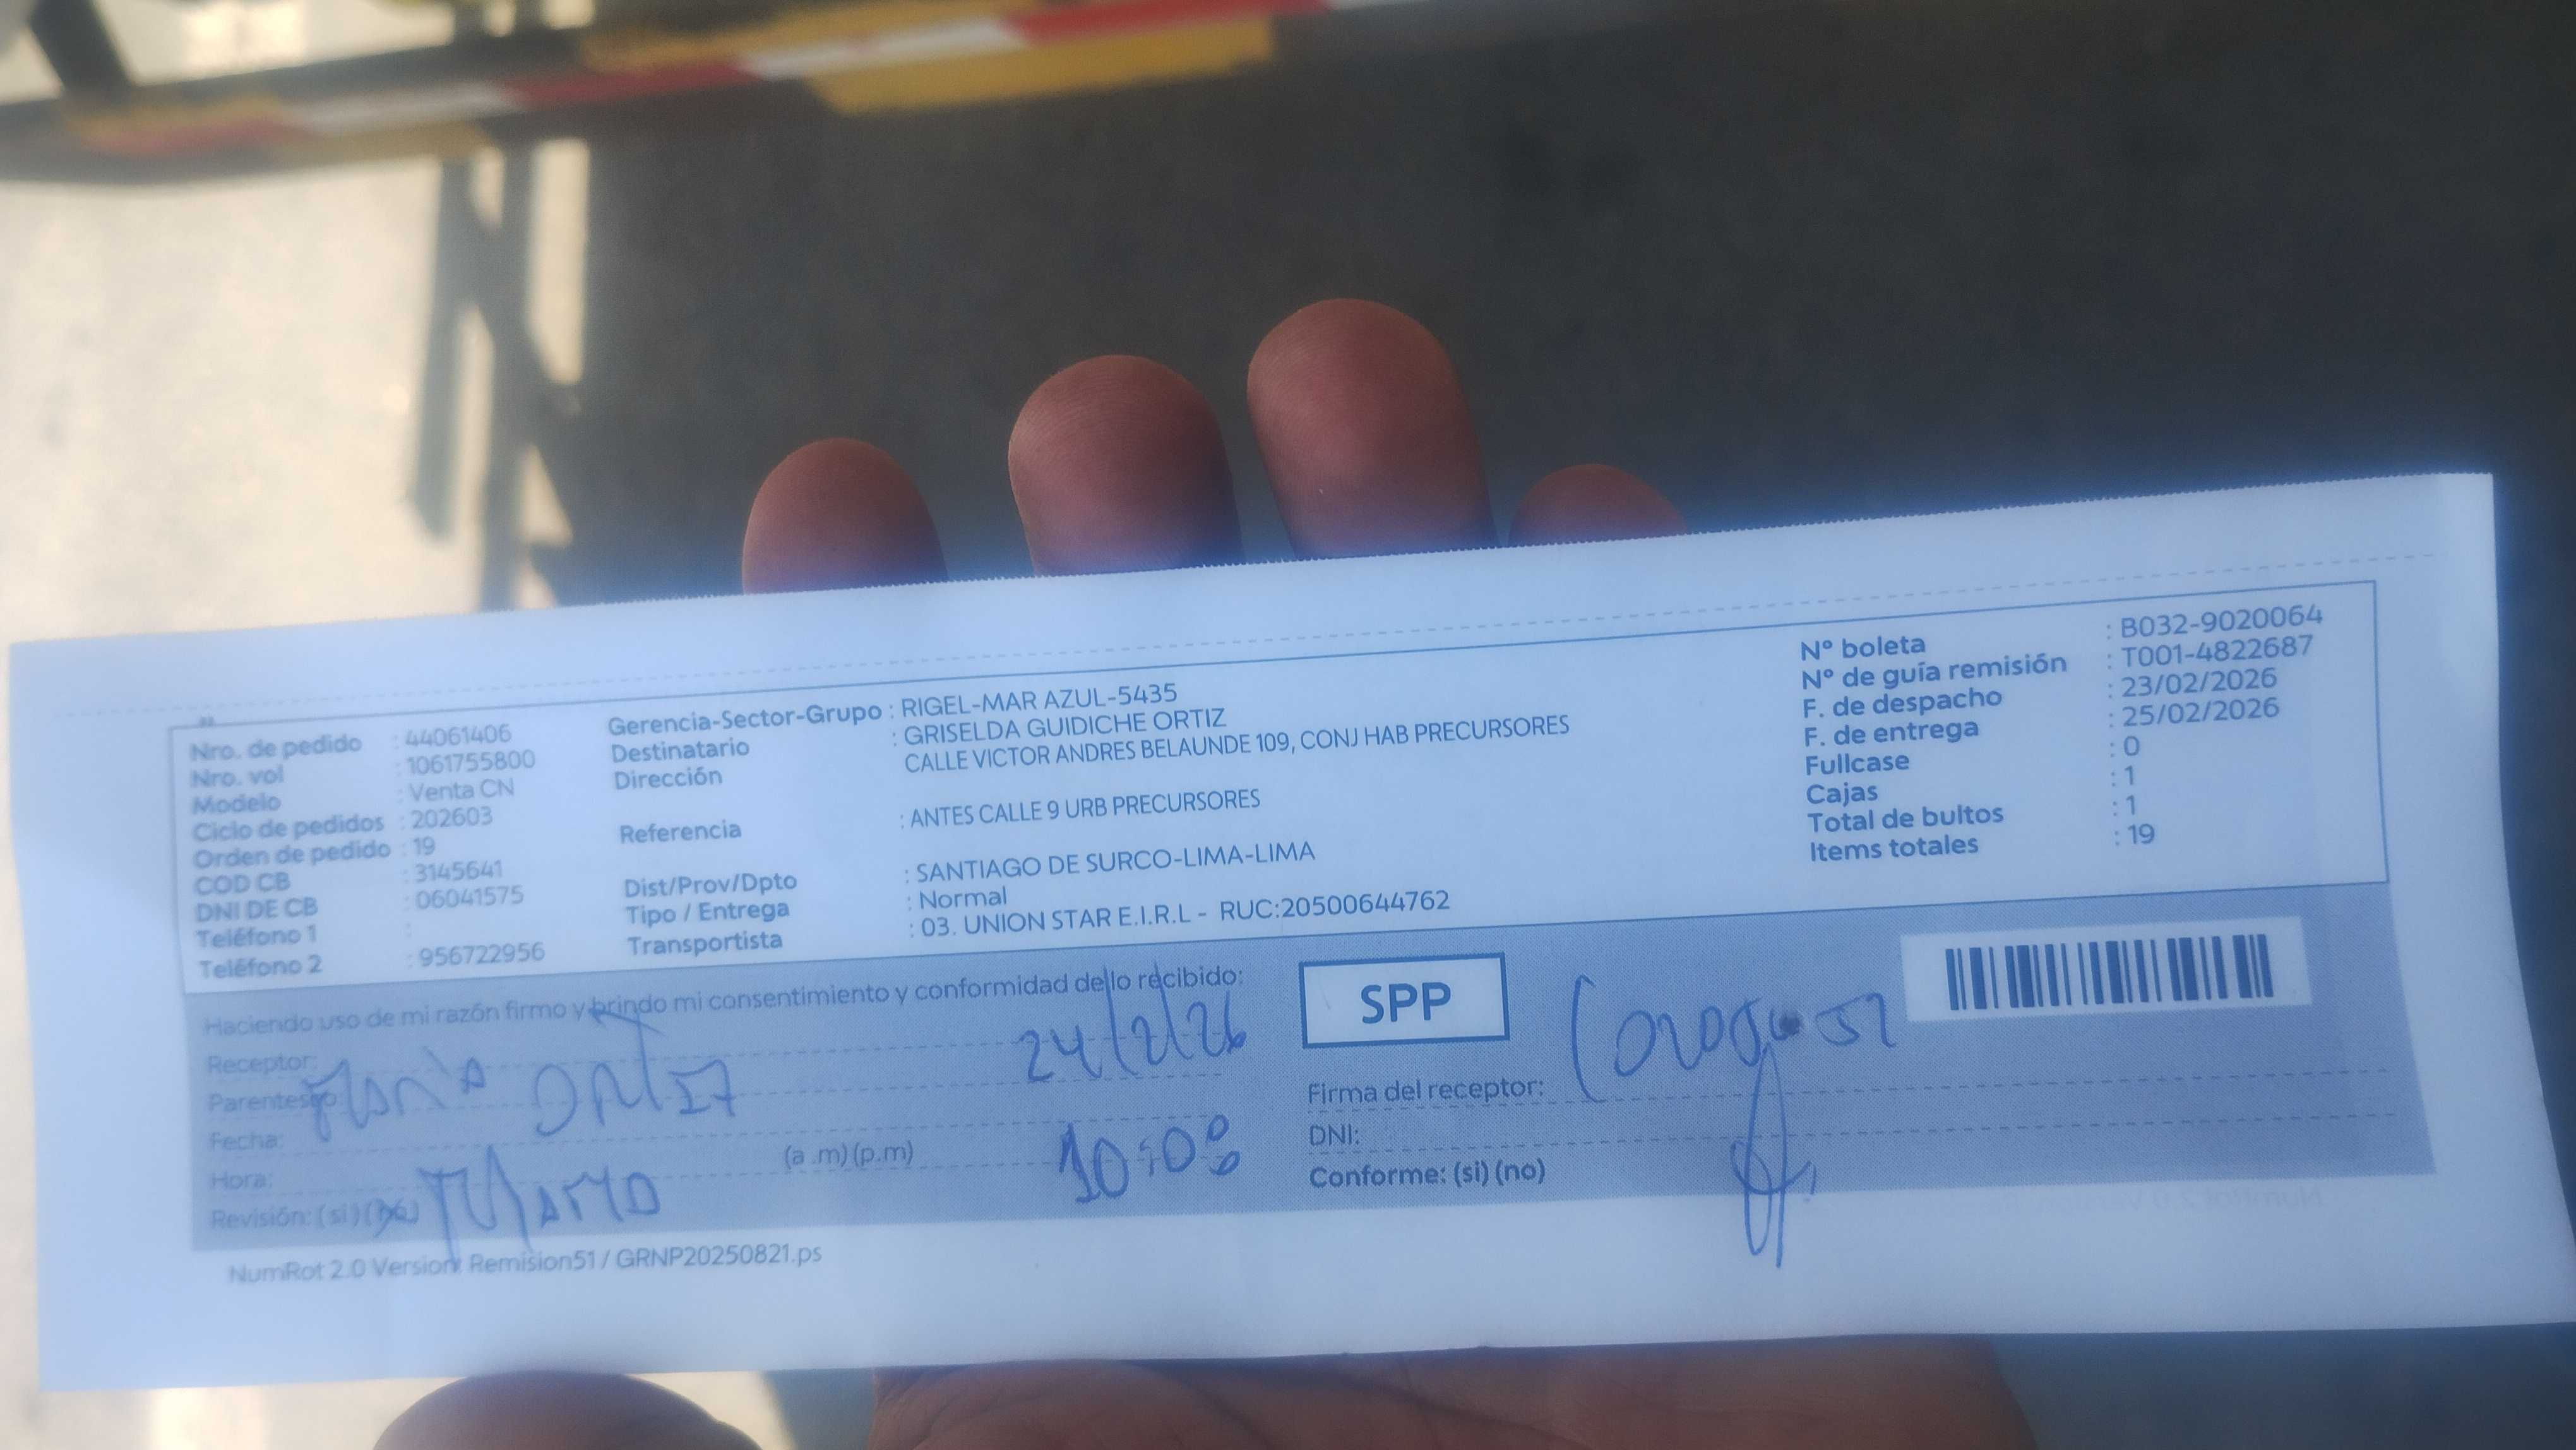 Nro. de pedido : 44061406
Nro. vol : 1061755800
Modelo : Venta CN
Ciclo de pedidos : 202603
Orden de pedido : 19
COD CB : 3145641
DNI DE CB : 06041575
Teléfono 1 :
Teléfono 2 : 956722956
Gerencia-Sector-Grupo : RIGEL-MAR AZUL-5435
Destinatario : GRISELDA GUIDICHE ORTIZ
Dirección CALLE VICTOR ANDRES BELAUNDE 109, CONJ HAB PRECURSORES
Referencia : ANTES CALLE 9 URB PRECURSORES
Dist/Prov/Dpto : SANTIAGO DE SURCO-LIMA-LIMA
Tipo / Entrega : Normal
Transportista : 03. UNION STAR E.I.R.L - RUC:20500644762
Nº boleta : B032-9020064
Nº de guía remisión : T001-4822687
F. de despacho : 23/02/2026
F. de entrega : 25/02/2026
Fullcase : 0
Cajas : 1
Total de bultos : 1
Items totales : 19
Haciendo uso de mi razón firmo y brindo mi consentimiento y conformidad de lo recibido:
Receptor: 24/2/26
Parentesco:
Fecha:
Hora: (a .m) (p.m) 10:08
Revisión: (si) (no)
SPP
Firma del receptor:
DNI:
Conforme: (si) (no)
NumRot 2.0 Version: Remision51 / GRNP20250821.ps